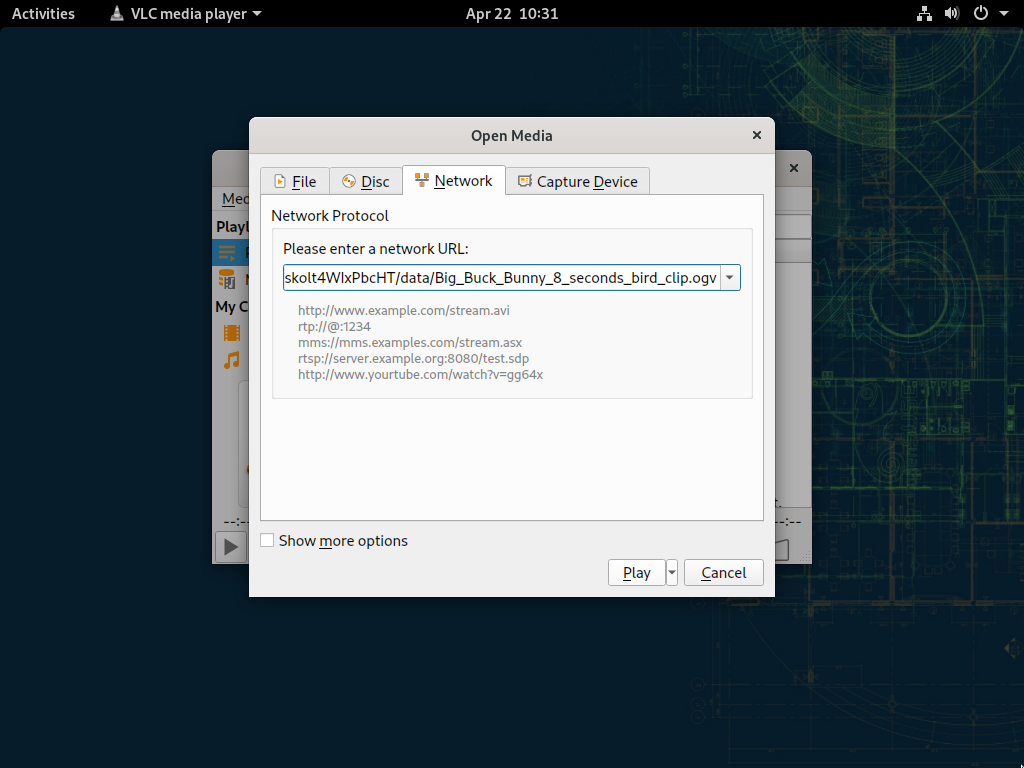 Activities VLC media player Apr 22 10:31
Open Media
File Disc Network Capture Device
Network Protocol
Please enter a network URL:
skolt4WlxPbcHT/data/Big_Buck_Bunny_8_seconds_bird_clip.ogv
http://www.example.com/stream.avi
rtp://@:1234
mms://mms.examples.com/stream.asx
rtsp://server.example.org:8080/test.sdp
http://www.yourtube.com/watch?v=gg64x
Show more options
Play Cancel
Med
Playl
My C
--:--